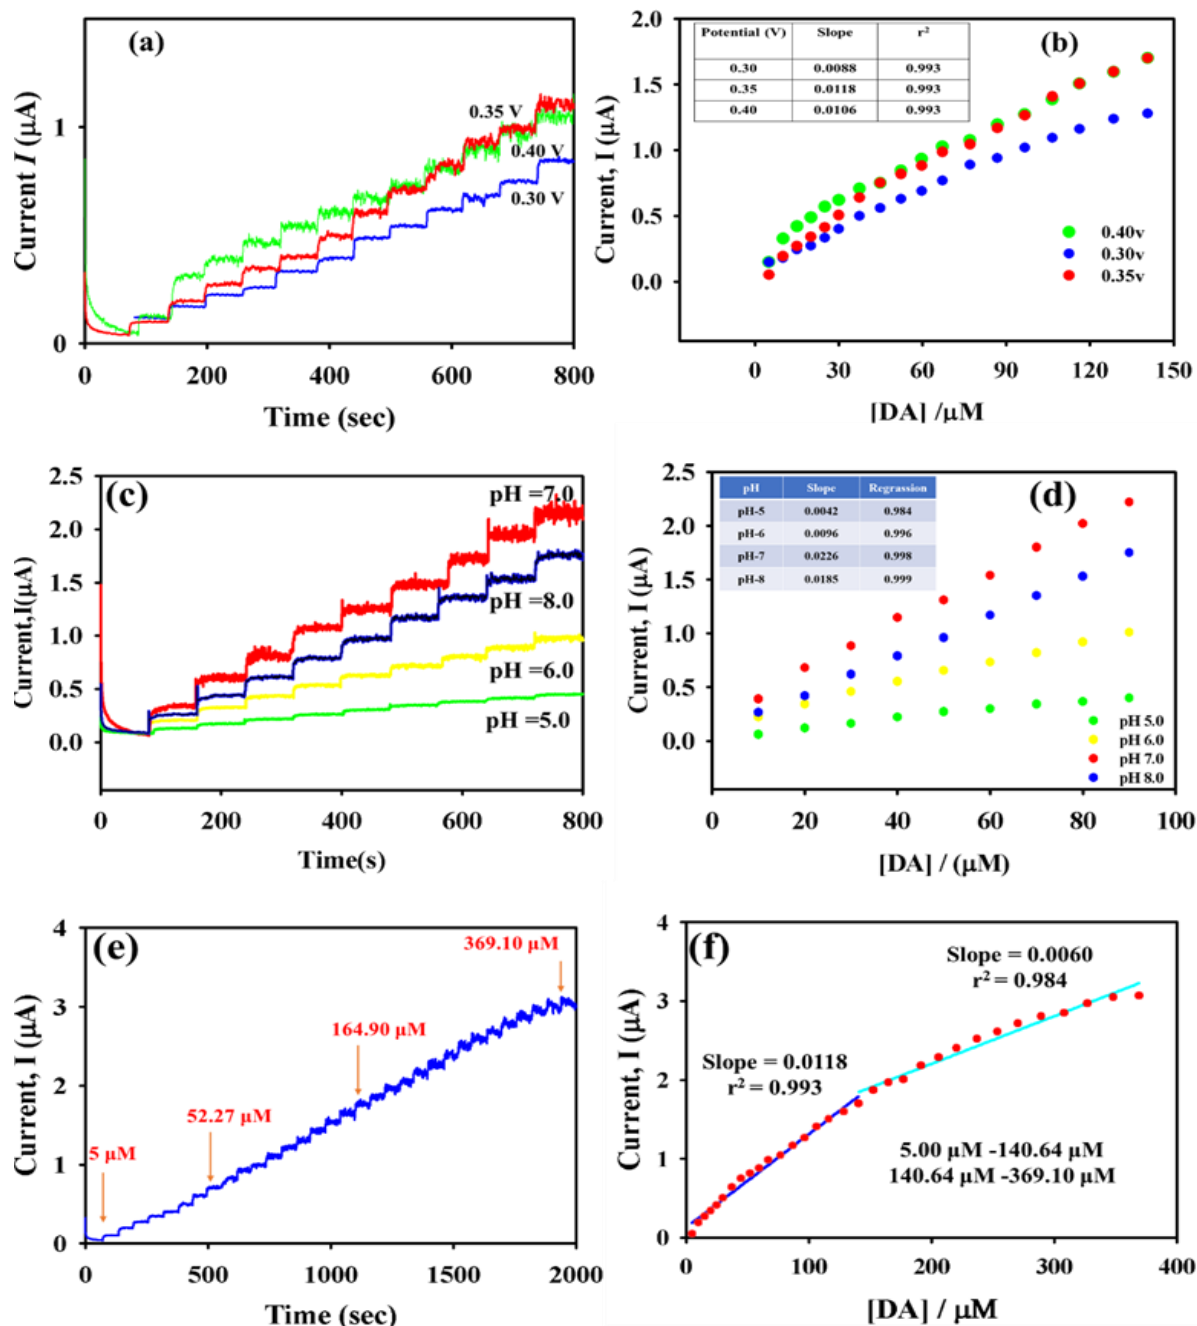 (a)
Current I (μA)
1
0
0.35 V
0.40 V
0.30 V
0 200 400 600 800
Time (sec)
(b)
Potential (V) Slope r²
0.30 0.0088 0.993
0.35 0.0118 0.993
0.40 0.0106 0.993
Current, I (μA)
2.0
1.5
1.0
0.5
0.0
0.40v
0.30v
0.35v
0 30 60 90 120 150
[DA] /μM
(c)
Current,I(μA)
2.5
2.0
1.5
1.0
0.5
0.0
pH =7.0
pH =8.0
pH =6.0
pH =5.0
0 200 400 600 800
Time(s)
(d)
pH Slope Regrassion
pH-5 0.0042 0.984
pH-6 0.0096 0.996
pH-7 0.0226 0.998
pH-8 0.0185 0.999
Current, I (μA)
2.5
2.0
1.5
1.0
0.5
0.0
pH 5.0
pH 6.0
pH 7.0
pH 8.0
0 20 40 60 80 100
[DA] / (μM)
(e)
Current, I (μA)
4
3
2
1
0
369.10 μM
164.90 μM
52.27 μM
5 μM
0 500 1000 1500 2000
Time (sec)
(f)
Current, I (μA)
4
3
2
1
0
Slope = 0.0060
r² = 0.984
Slope = 0.0118
r² = 0.993
5.00 μM -140.64 μM
140.64 μM -369.10 μM
0 100 200 300 400
[DA] / μM